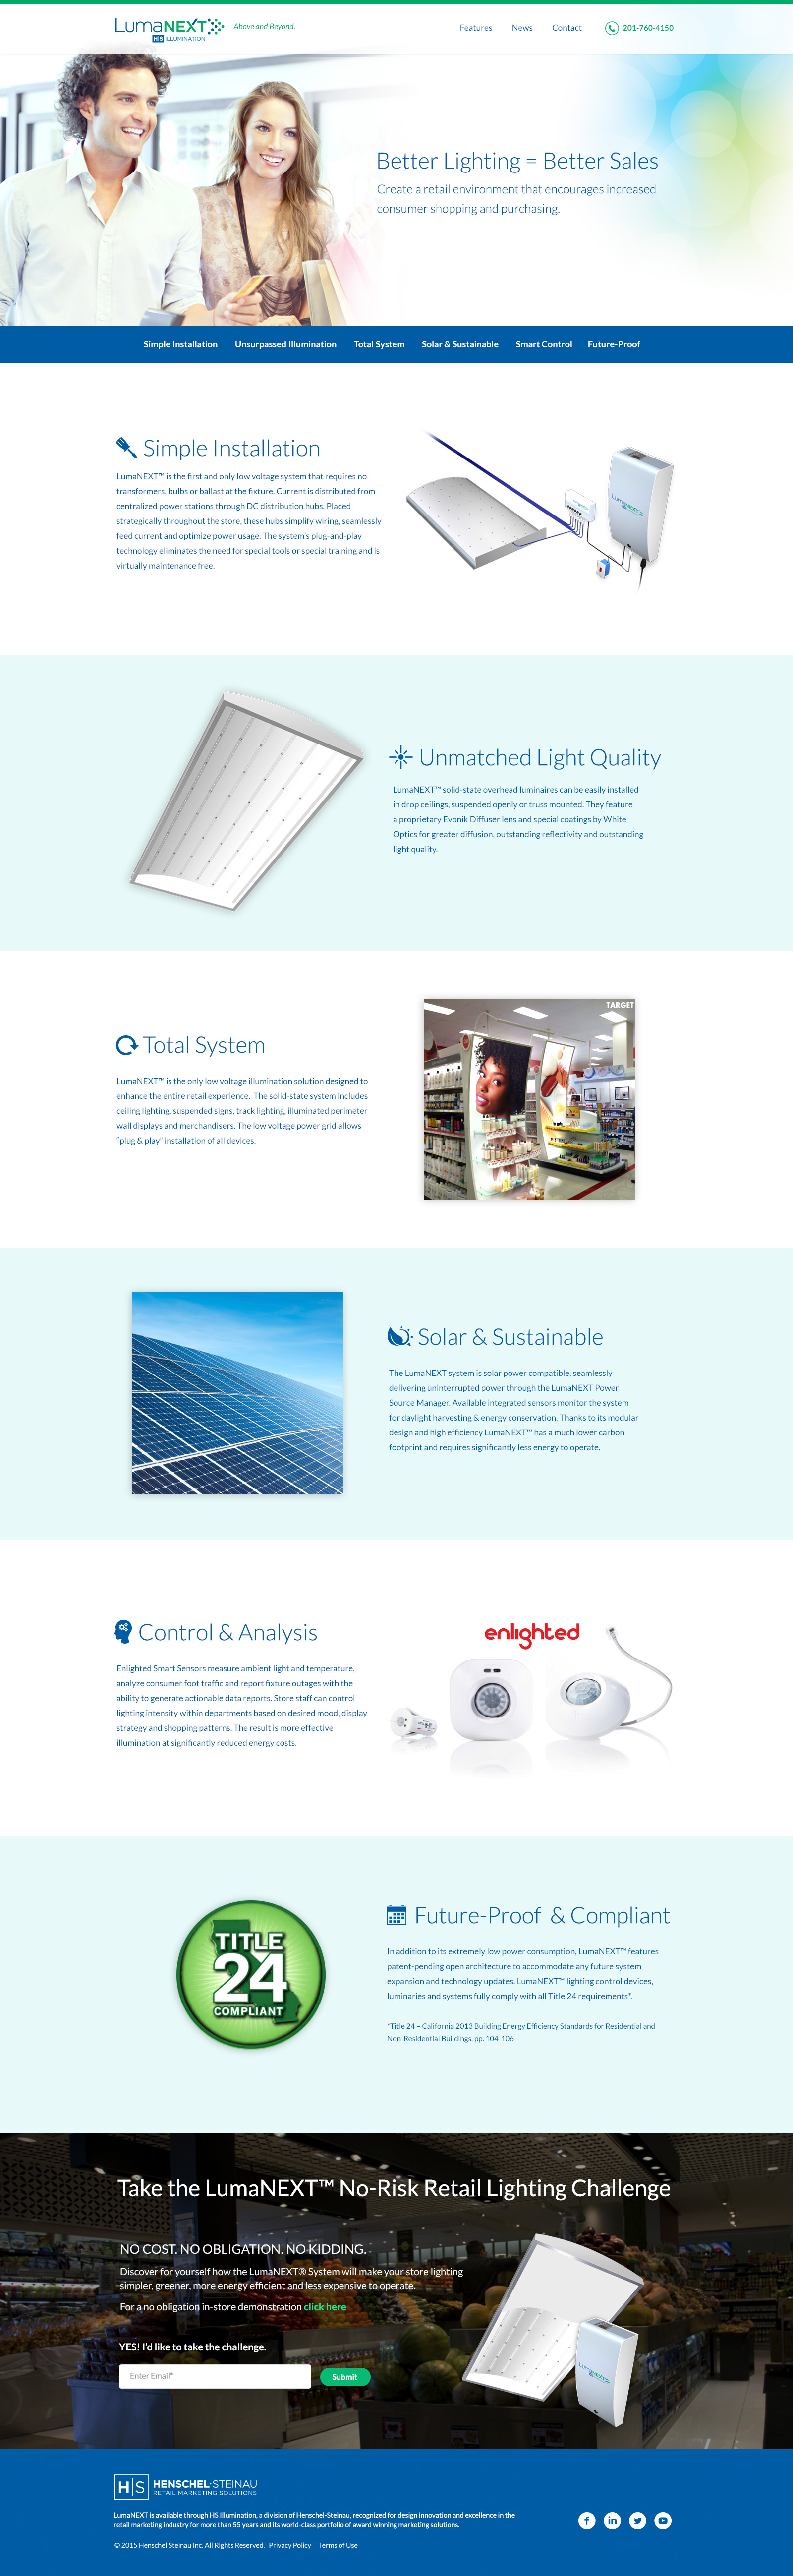 LumaNEXT
HS ILLUMINATION
Above and Beyond.
Features
News
Contact
201-760-4150
Better Lighting = Better Sales
Create a retail environment that encourages increased
consumer shopping and purchasing.
Simple Installation
Unsurpassed Illumination
Total System
Solar & Sustainable
Smart Control
Future-Proof
Simple Installation
LumaNEXT™ is the first and only low voltage system that requires no
transformers, bulbs or ballast at the fixture. Current is distributed from
centralized power stations through DC distribution hubs. Placed
strategically throughout the store, these hubs simplify wiring, seamlessly
feed current and optimize power usage. The system's plug-and-play
technology eliminates the need for special tools or special training and is
virtually maintenance free.
LumaNEXT
Unmatched Light Quality
LumaNEXT™ solid-state overhead luminaires can be easily installed
in drop ceilings, suspended openly or truss mounted. They feature
a proprietary Evonik Diffuser lens and special coatings by White
Optics for greater diffusion, outstanding reflectivity and outstanding
light quality.
Total System
LumaNEXT™ is the only low voltage illumination solution designed to
enhance the entire retail experience. The solid-state system includes
ceiling lighting, suspended signs, track lighting, illuminated perimeter
wall displays and merchandisers. The low voltage power grid allows
"plug & play" installation of all devices.
TARGET
Solar & Sustainable
The LumaNEXT system is solar power compatible, seamlessly
delivering uninterrupted power through the LumaNEXT Power
Source Manager. Available integrated sensors monitor the system
for daylight harvesting & energy conservation. Thanks to its modular
design and high efficiency LumaNEXT™ has a much lower carbon
footprint and requires significantly less energy to operate.
Control & Analysis
Enlighted Smart Sensors measure ambient light and temperature,
analyze consumer foot traffic and report fixture outages with the
ability to generate actionable data reports. Store staff can control
lighting intensity within departments based on desired mood, display
strategy and shopping patterns. The result is more effective
illumination at significantly reduced energy costs.
enlighted
TITLE
24
COMPLIANT
Future-Proof & Compliant
In addition to its extremely low power consumption, LumaNEXT™ features
patent-pending open architecture to accommodate any future system
expansion and technology updates. LumaNEXT™ lighting control devices,
luminaries and systems fully comply with all Title 24 requirements*.
*Title 24 – California 2013 Building Energy Efficiency Standards for Residential and
Non-Residential Buildings, pp. 104-106
Take the LumaNEXT™ No-Risk Retail Lighting Challenge
NO COST. NO OBLIGATION. NO KIDDING.
Discover for yourself how the LumaNEXT® System will make your store lighting
simpler, greener, more energy efficient and less expensive to operate.
For a no obligation in-store demonstration click here
YES! I'd like to take the challenge.
Enter Email*
Submit
LumaNEXT
H|S HENSCHEL·STEINAU
RETAIL MARKETING SOLUTIONS
LumaNEXT is available through HS Illumination, a division of Henschel-Steinau, recognized for design innovation and excellence in the
retail marketing industry for more than 55 years and its world-class portfolio of award winning marketing solutions.
© 2015 Henschel Steinau Inc. All Rights Reserved. Privacy Policy | Terms of Use